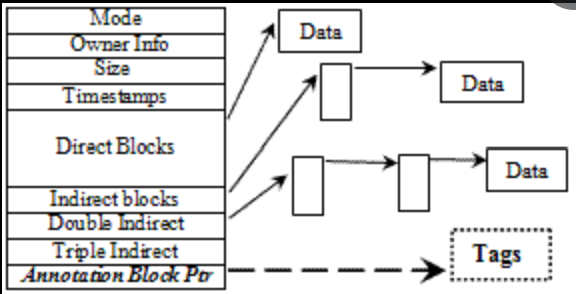 Mode
Owner Info
Size
Timestamps
Direct Blocks
Indirect blocks
Double Indirect
Triple Indirect
Annotation Block Ptr
Data
Data
Data
Tags